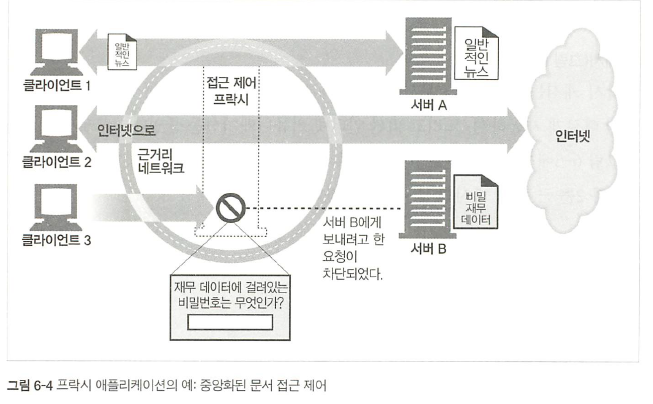 일반
적인
뉴스
클라이언트 1
접근 제어
프락시
일반
적인
뉴스
서버 A
인터넷으로
클라이언트 2
근거리
네트워크
인터넷
클라이언트 3
서버 B에게
보내려고 한
요청이
차단되었다.
비밀
재무
데이터
서버 B
재무 데이터에 걸려있는
비밀번호는 무엇인가?
그림 6-4 프락시 애플리케이션의 예: 중앙화된 문서 접근 제어